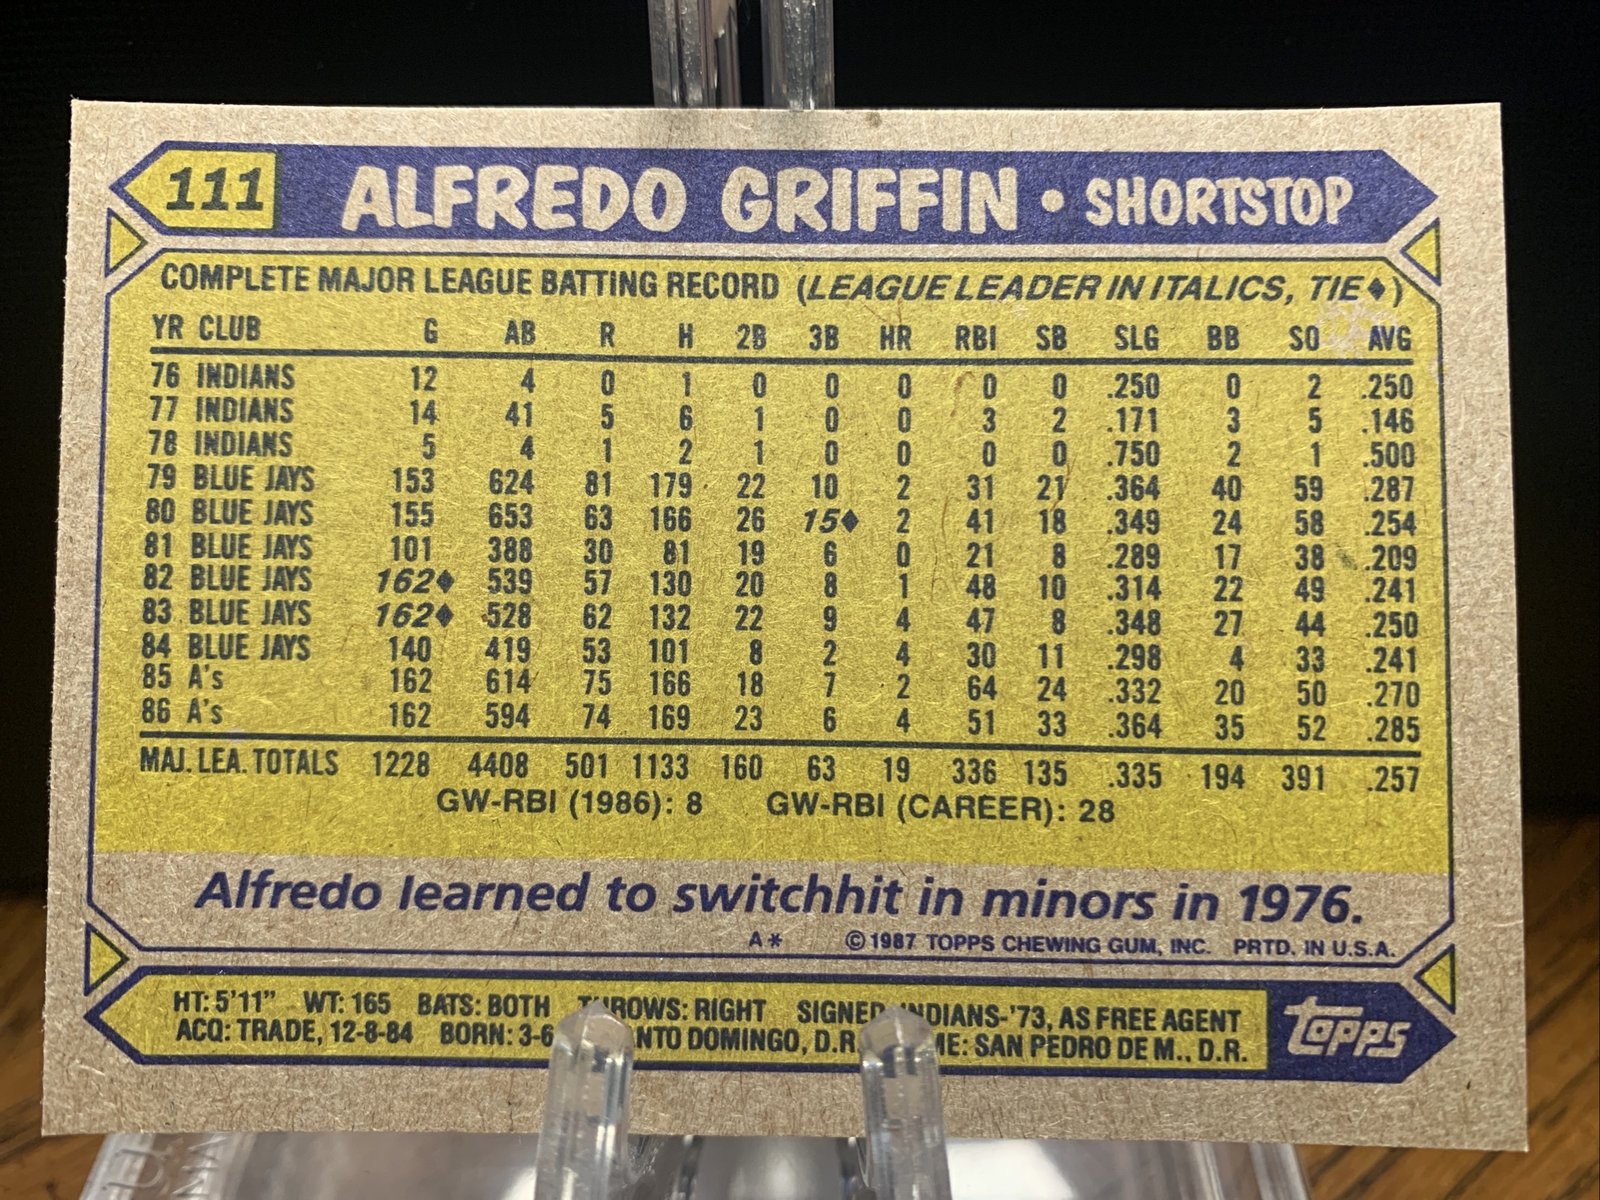 111 ALFREDO GRIFFIN • SHORTSTOP
COMPLETE MAJOR LEAGUE BATTING RECORD (LEAGUE LEADER IN ITALICS, TIE♦)
YR CLUB G AB R H 2B 3B HR RBI SB SLG BB SO AVG
76 INDIANS 12 4 0 1 0 0 0 0 0 .250 0 2 .250
77 INDIANS 14 41 5 6 1 0 0 3 2 .171 3 5 .146
78 INDIANS 5 4 1 2 1 0 0 0 0 .750 2 1 .500
79 BLUE JAYS 153 624 81 179 22 10 2 31 21 .364 40 59 .287
80 BLUE JAYS 155 653 63 166 26 15♦ 2 41 18 .349 24 58 .254
81 BLUE JAYS 101 388 30 81 19 6 0 21 8 .289 17 38 .209
82 BLUE JAYS 162♦ 539 57 130 20 8 1 48 10 .314 22 49 .241
83 BLUE JAYS 162♦ 528 62 132 22 9 4 47 8 .348 27 44 .250
84 BLUE JAYS 140 419 53 101 8 2 4 30 11 .298 4 33 .241
85 A's 162 614 75 166 18 7 2 64 24 .332 20 50 .270
86 A's 162 594 74 169 23 6 4 51 33 .364 35 52 .285
MAJ. LEA. TOTALS 1228 4408 501 1133 160 63 19 336 135 .335 194 391 .257
GW-RBI (1986): 8 GW-RBI (CAREER): 28
Alfredo learned to switchhit in minors in 1976.
A* ©1987 TOPPS CHEWING GUM, INC. PRTD. IN U.S.A.
HT: 5'11" WT: 165 BATS: BOTH THROWS: RIGHT SIGNED INDIANS-'73, AS FREE AGENT
ACQ: TRADE, 12-8-84 BORN: 3-6 DOMINGO, D.R. SAN PEDRO DE M., D.R.
topps